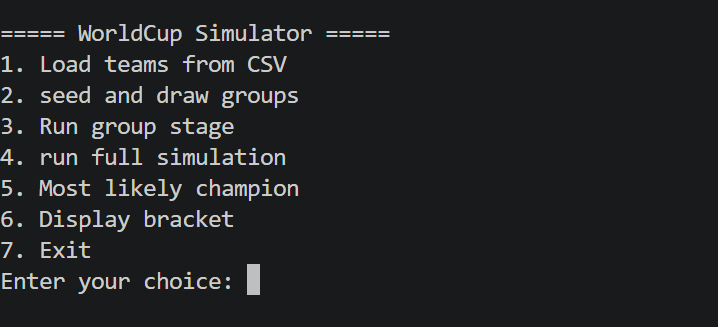 ===== WorldCup Simulator =====
1. Load teams from CSV
2. seed and draw groups
3. Run group stage
4. run full simulation
5. Most likely champion
6. Display bracket
7. Exit
Enter your choice: